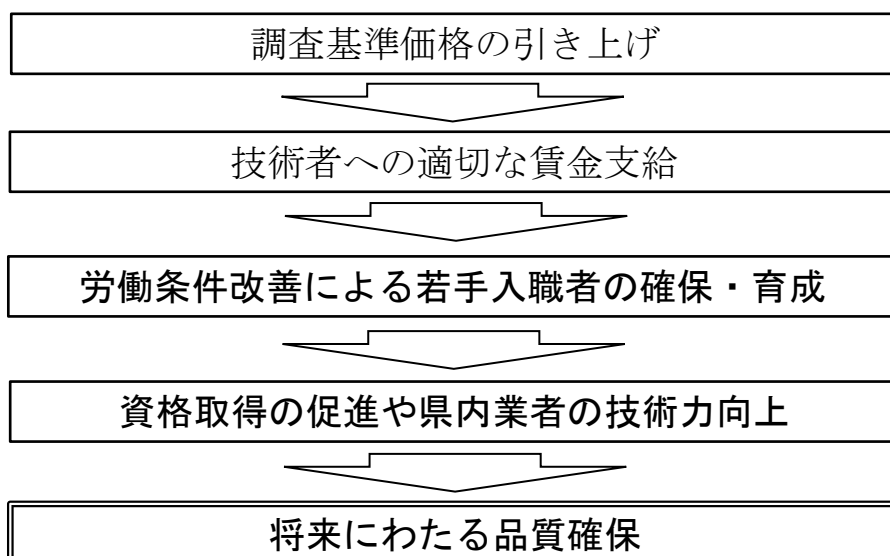 調査基準価格の引き上げ
技術者への適切な賃金支給
労働条件改善による若手入職者の確保・育成
資格取得の促進や県内業者の技術力向上
将来にわたる品質確保